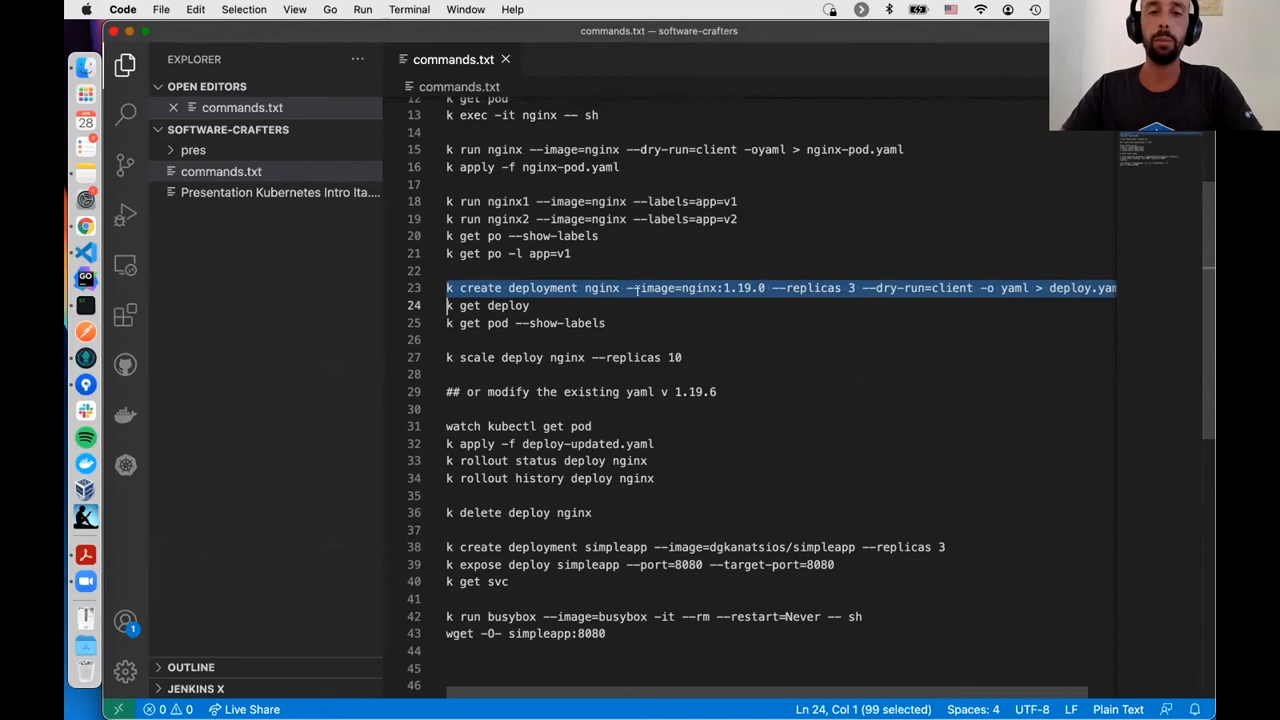 Code File Edit Selection View Go Run Terminal Window Help
commands.txt — software-crafters
EXPLORER
OPEN EDITORS
commands.txt
SOFTWARE-CRAFTERS
pres
commands.txt
Presentation Kubernetes Intro Ita....
OUTLINE
JENKINS X
commands.txt
commands.txt
12 k get pod
13 k exec -it nginx -- sh
14
15 k run nginx --image=nginx --dry-run=client -oyaml > nginx-pod.yaml
16 k apply -f nginx-pod.yaml
17
18 k run nginx1 --image=nginx --labels=app=v1
19 k run nginx2 --image=nginx --labels=app=v2
20 k get po --show-labels
21 k get po -l app=v1
22
23 k create deployment nginx --image=nginx:1.19.0 --replicas 3 --dry-run=client -o yaml > deploy.yam
24 k get deploy
25 k get pod --show-labels
26
27 k scale deploy nginx --replicas 10
28
29 ## or modify the existing yaml v 1.19.6
30
31 watch kubectl get pod
32 k apply -f deploy-updated.yaml
33 k rollout status deploy nginx
34 k rollout history deploy nginx
35
36 k delete deploy nginx
37
38 k create deployment simpleapp --image=dgkanatsios/simpleapp --replicas 3
39 k expose deploy simpleapp --port=8080 --target-port=8080
40 k get svc
41
42 k run busybox --image=busybox -it --rm --restart=Never -- sh
43 wget -O- simpleapp:8080
44
45
46
APR
28
GO
1
0 0 Live Share
Ln 24, Col 1 (99 selected) Spaces: 4 UTF-8 LF Plain Text